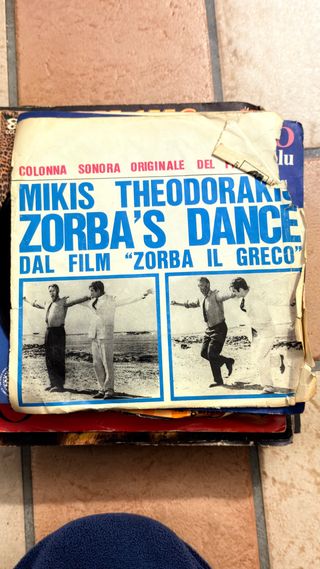 COLONNA SONORA ORIGINALE DEL
MIKIS THEODORAKIS
ZORBA'S DANCE
DAL FILM "ZORBA IL GRECO"